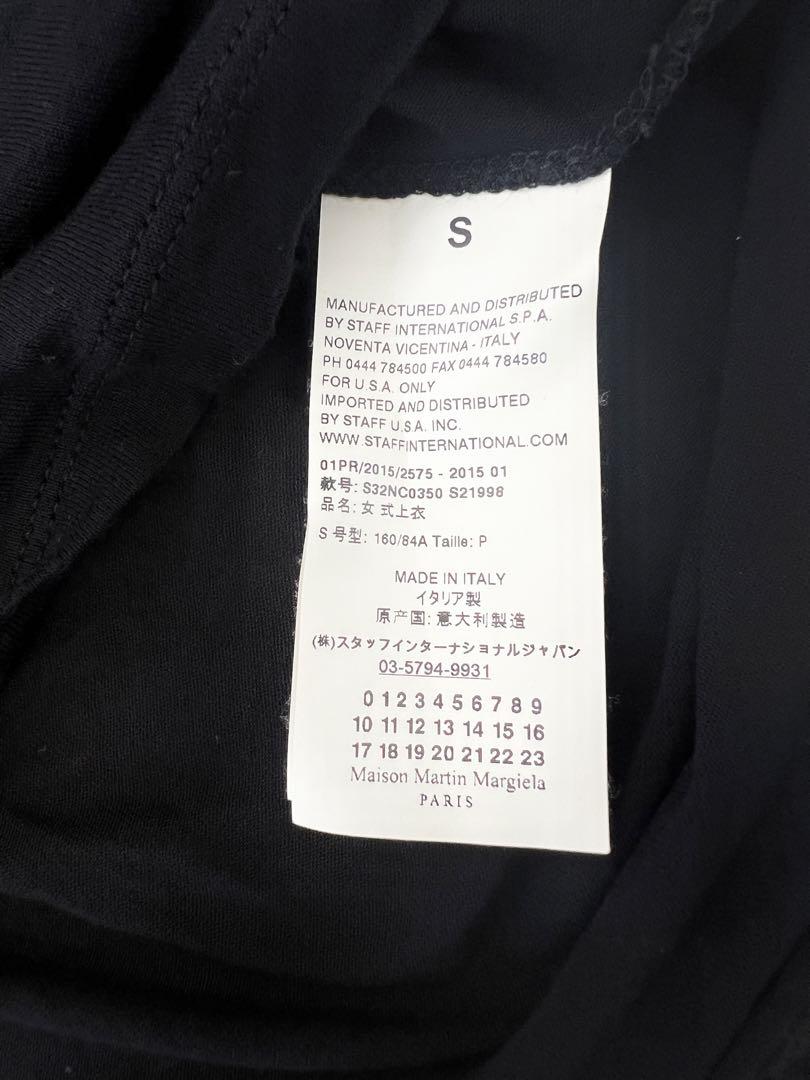 S
MANUFACTURED AND DISTRIBUTED
BY STAFF INTERNATIONAL S.P.A.
NOVENTA VICENTINA - ITALY
PH 0444 784500 FAX 0444 784580
FOR U.S.A. ONLY
IMPORTED AND DISTRIBUTED
BY STAFF U.S.A. INC.
WWW.STAFFINTERNATIONAL.COM
01PR/2015/2575 - 2015 01
款号: S32NC0350 S21998
品名: 女式上衣
S 号型: 160/84A Taille: P
MADE IN ITALY
イタリア製
原产国: 意大利製造
(株)スタッフインターナショナルジャパン
03-5794-9931
0 1 2 3 4 5 6 7 8 9
10 11 12 13 14 15 16
17 18 19 20 21 22 23
Maison Martin Margiela
PARIS